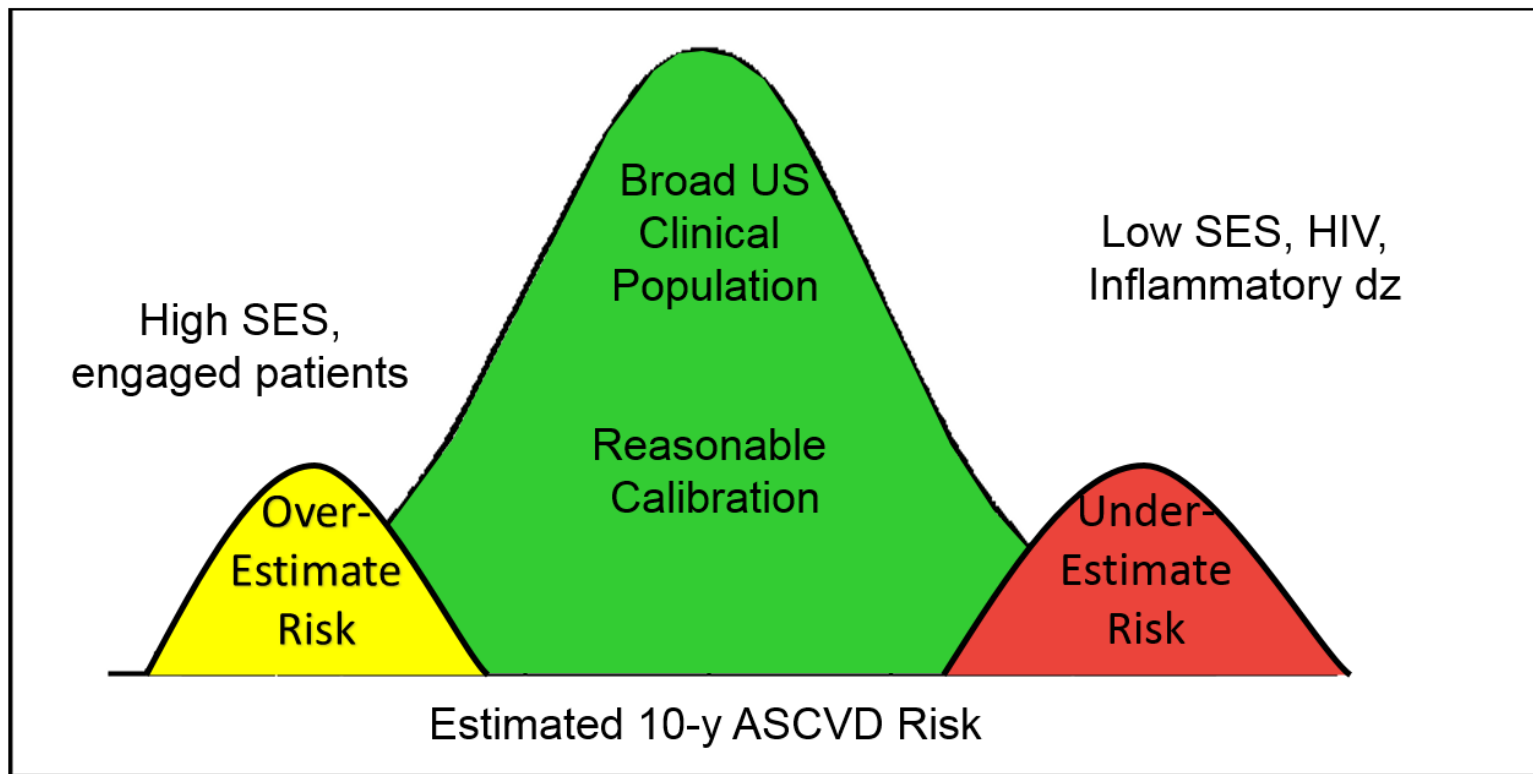 Broad US
Clinical
Population
Low SES, HIV,
Inflammatory dz
High SES,
engaged patients
Reasonable
Calibration
Over-
Estimate
Risk
Under-
Estimate
Risk
Estimated 10-y ASCVD Risk